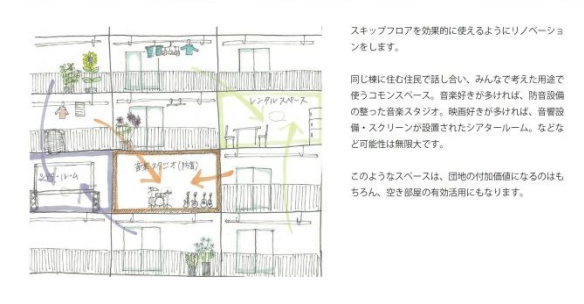 レンタルスペース
シアタールーム
音楽スタジオ(防音)
スキップフロアを効果的に使えるようにリノベーショ
ンをします。
同じ棟に住む住民で話し合い、みんなで考えた用途で
使うコモンスペース。音楽好きが多ければ、防音設備
の整った音楽スタジオ。映画好きが多ければ、音響設
備・スクリーンが設置されたシアタールーム。などな
ど可能性は無限大です。
このようなスペースは、団地の付加価値になるのはも
ちろん、空き部屋の有効活用にもなります。